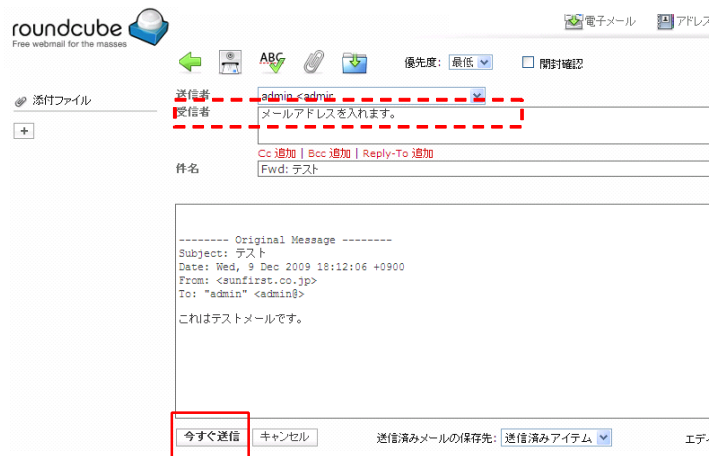 roundcube
Free webmail for the masses
電子メール
アドレス
ABC
優先度: 最低
開封確認
添付ファイル
+
送信者 admin <admin
受信者 メールアドレスを入れます。
Cc 追加 | Bcc 追加 | Reply-To 追加
件名 Fwd: テスト
-------- Original Message --------
Subject: テスト
Date: Wed, 9 Dec 2009 18:12:06 +0900
From: <sunfirst.co.jp>
To: "admin" <admin@>
これはテストメールです。
今すぐ送信 キャンセル 送信済みメールの保存先: 送信済みアイテム エディ